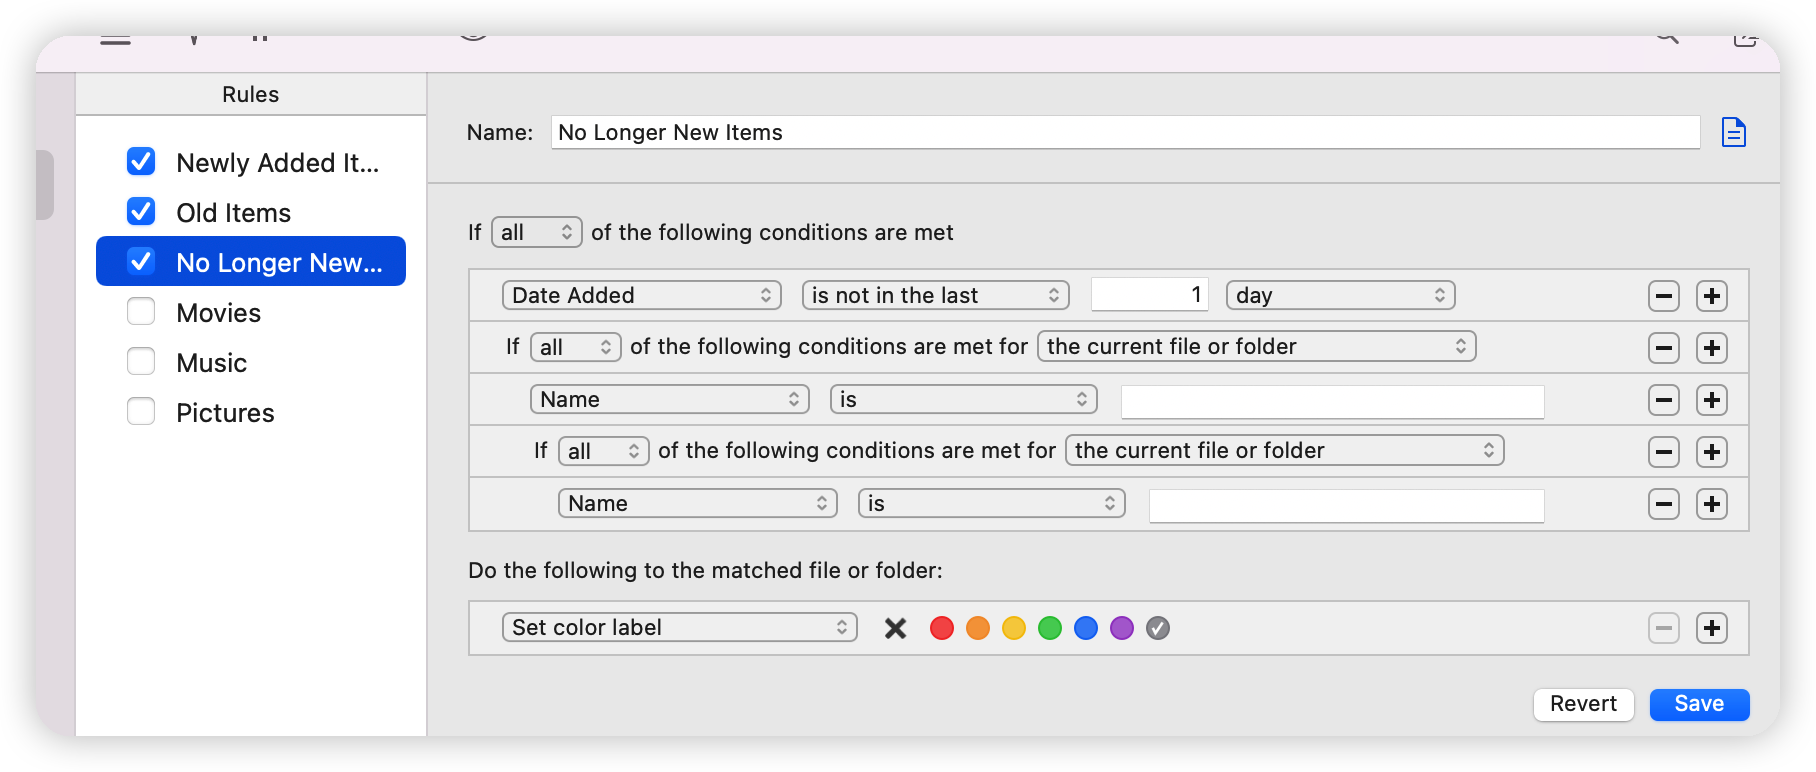 Rules
Newly Added It...
Old Items
No Longer New...
Movies
Music
Pictures
Name: No Longer New Items
If all of the following conditions are met
Date Added is not in the last 1 day
If all of the following conditions are met for the current file or folder
Name is
If all of the following conditions are met for the current file or folder
Name is
Do the following to the matched file or folder:
Set color label
Revert Save